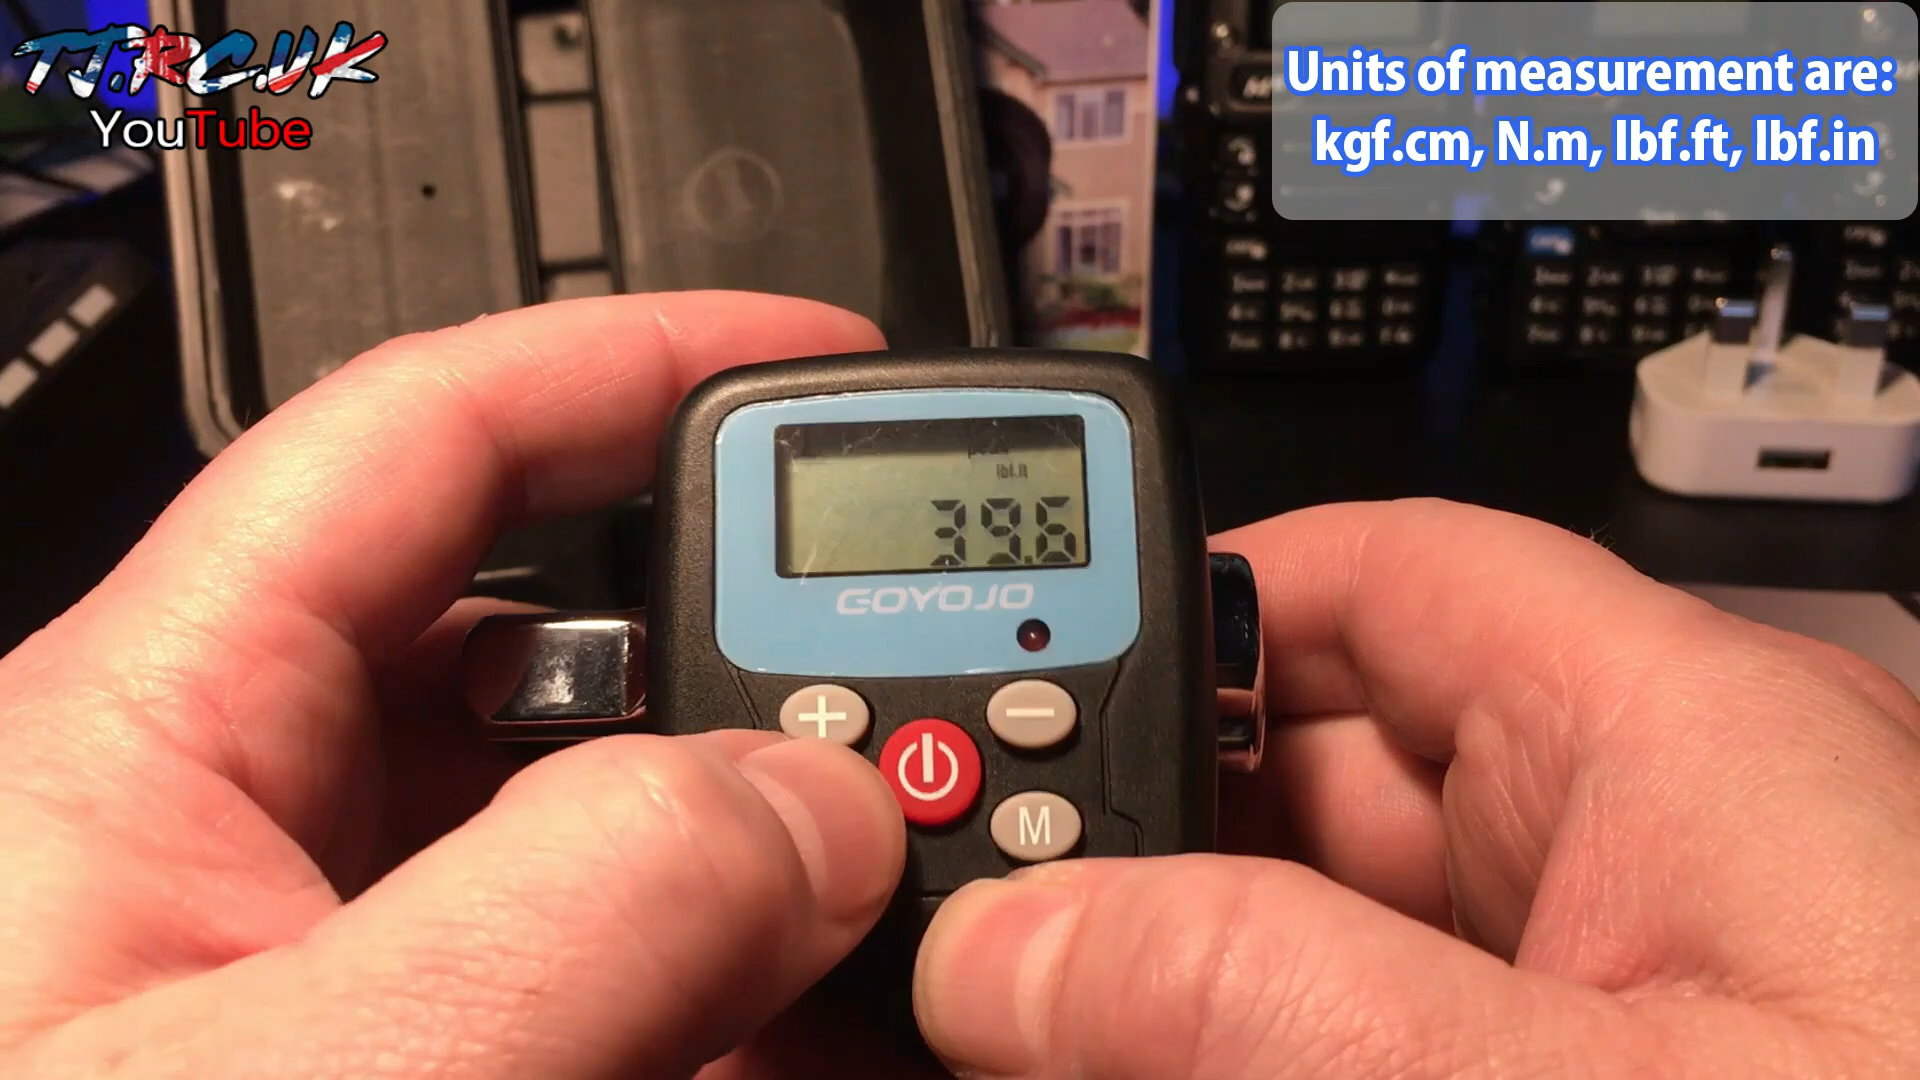 TJ.RC.UK
YouTube
Units of measurement are:
kgf.cm, N.m, lbf.ft, lbf.in
lbf.ft
39.6
GOYOJO
+
−
M